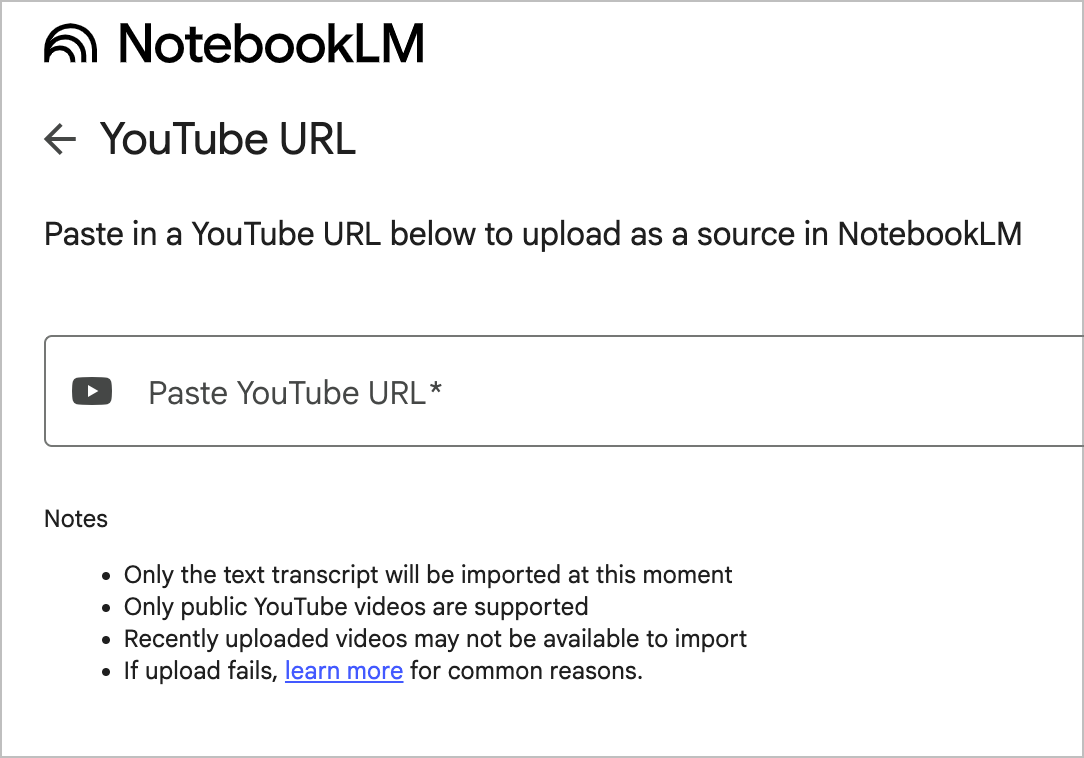 NotebookLM
YouTube URL
Paste in a YouTube URL below to upload as a source in NotebookLM
Paste YouTube URL*
Notes
Only the text transcript will be imported at this moment
Only public YouTube videos are supported
Recently uploaded videos may not be available to import
If upload fails, learn more for common reasons.